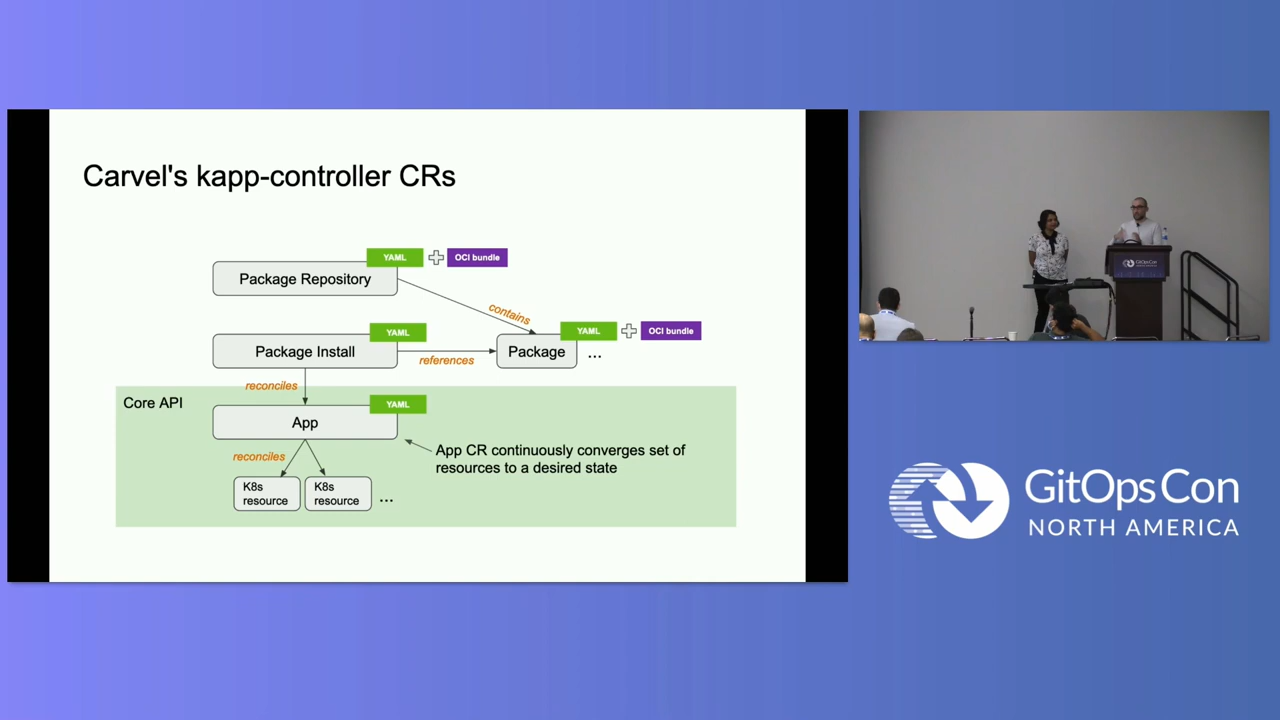 Carvel's kapp-controller CRs
YAML
OCI bundle
Package Repository
contains
YAML
YAML
OCI bundle
Package Install
references
Package
...
reconciles
Core API
YAML
App
reconciles
App CR continuously converges set of
resources to a desired state
K8s
resource
K8s
resource
...
GitOpsCon
GitOpsCon
NORTH AMERICA